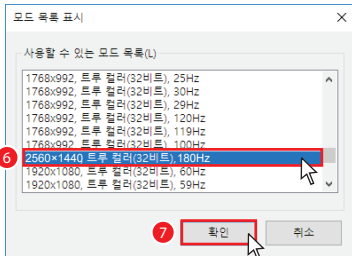 모드 목록 표시
사용할 수 있는 모드 목록(L)
1768x992, 트루 컬러(32비트), 25Hz
1768x992, 트루 컬러(32비트), 30Hz
1768x992, 트루 컬러(32비트), 29Hz
1768x992, 트루 컬러(32비트), 120Hz
1768x992, 트루 컬러(32비트), 119Hz
1768x992, 트루 컬러(32비트), 100Hz
6 2560×1440, 트루 컬러(32비트), 180Hz
1920x1080, 트루 컬러(32비트), 60Hz
1920x1080, 트루 컬러(32비트), 59Hz
7 확인 취소